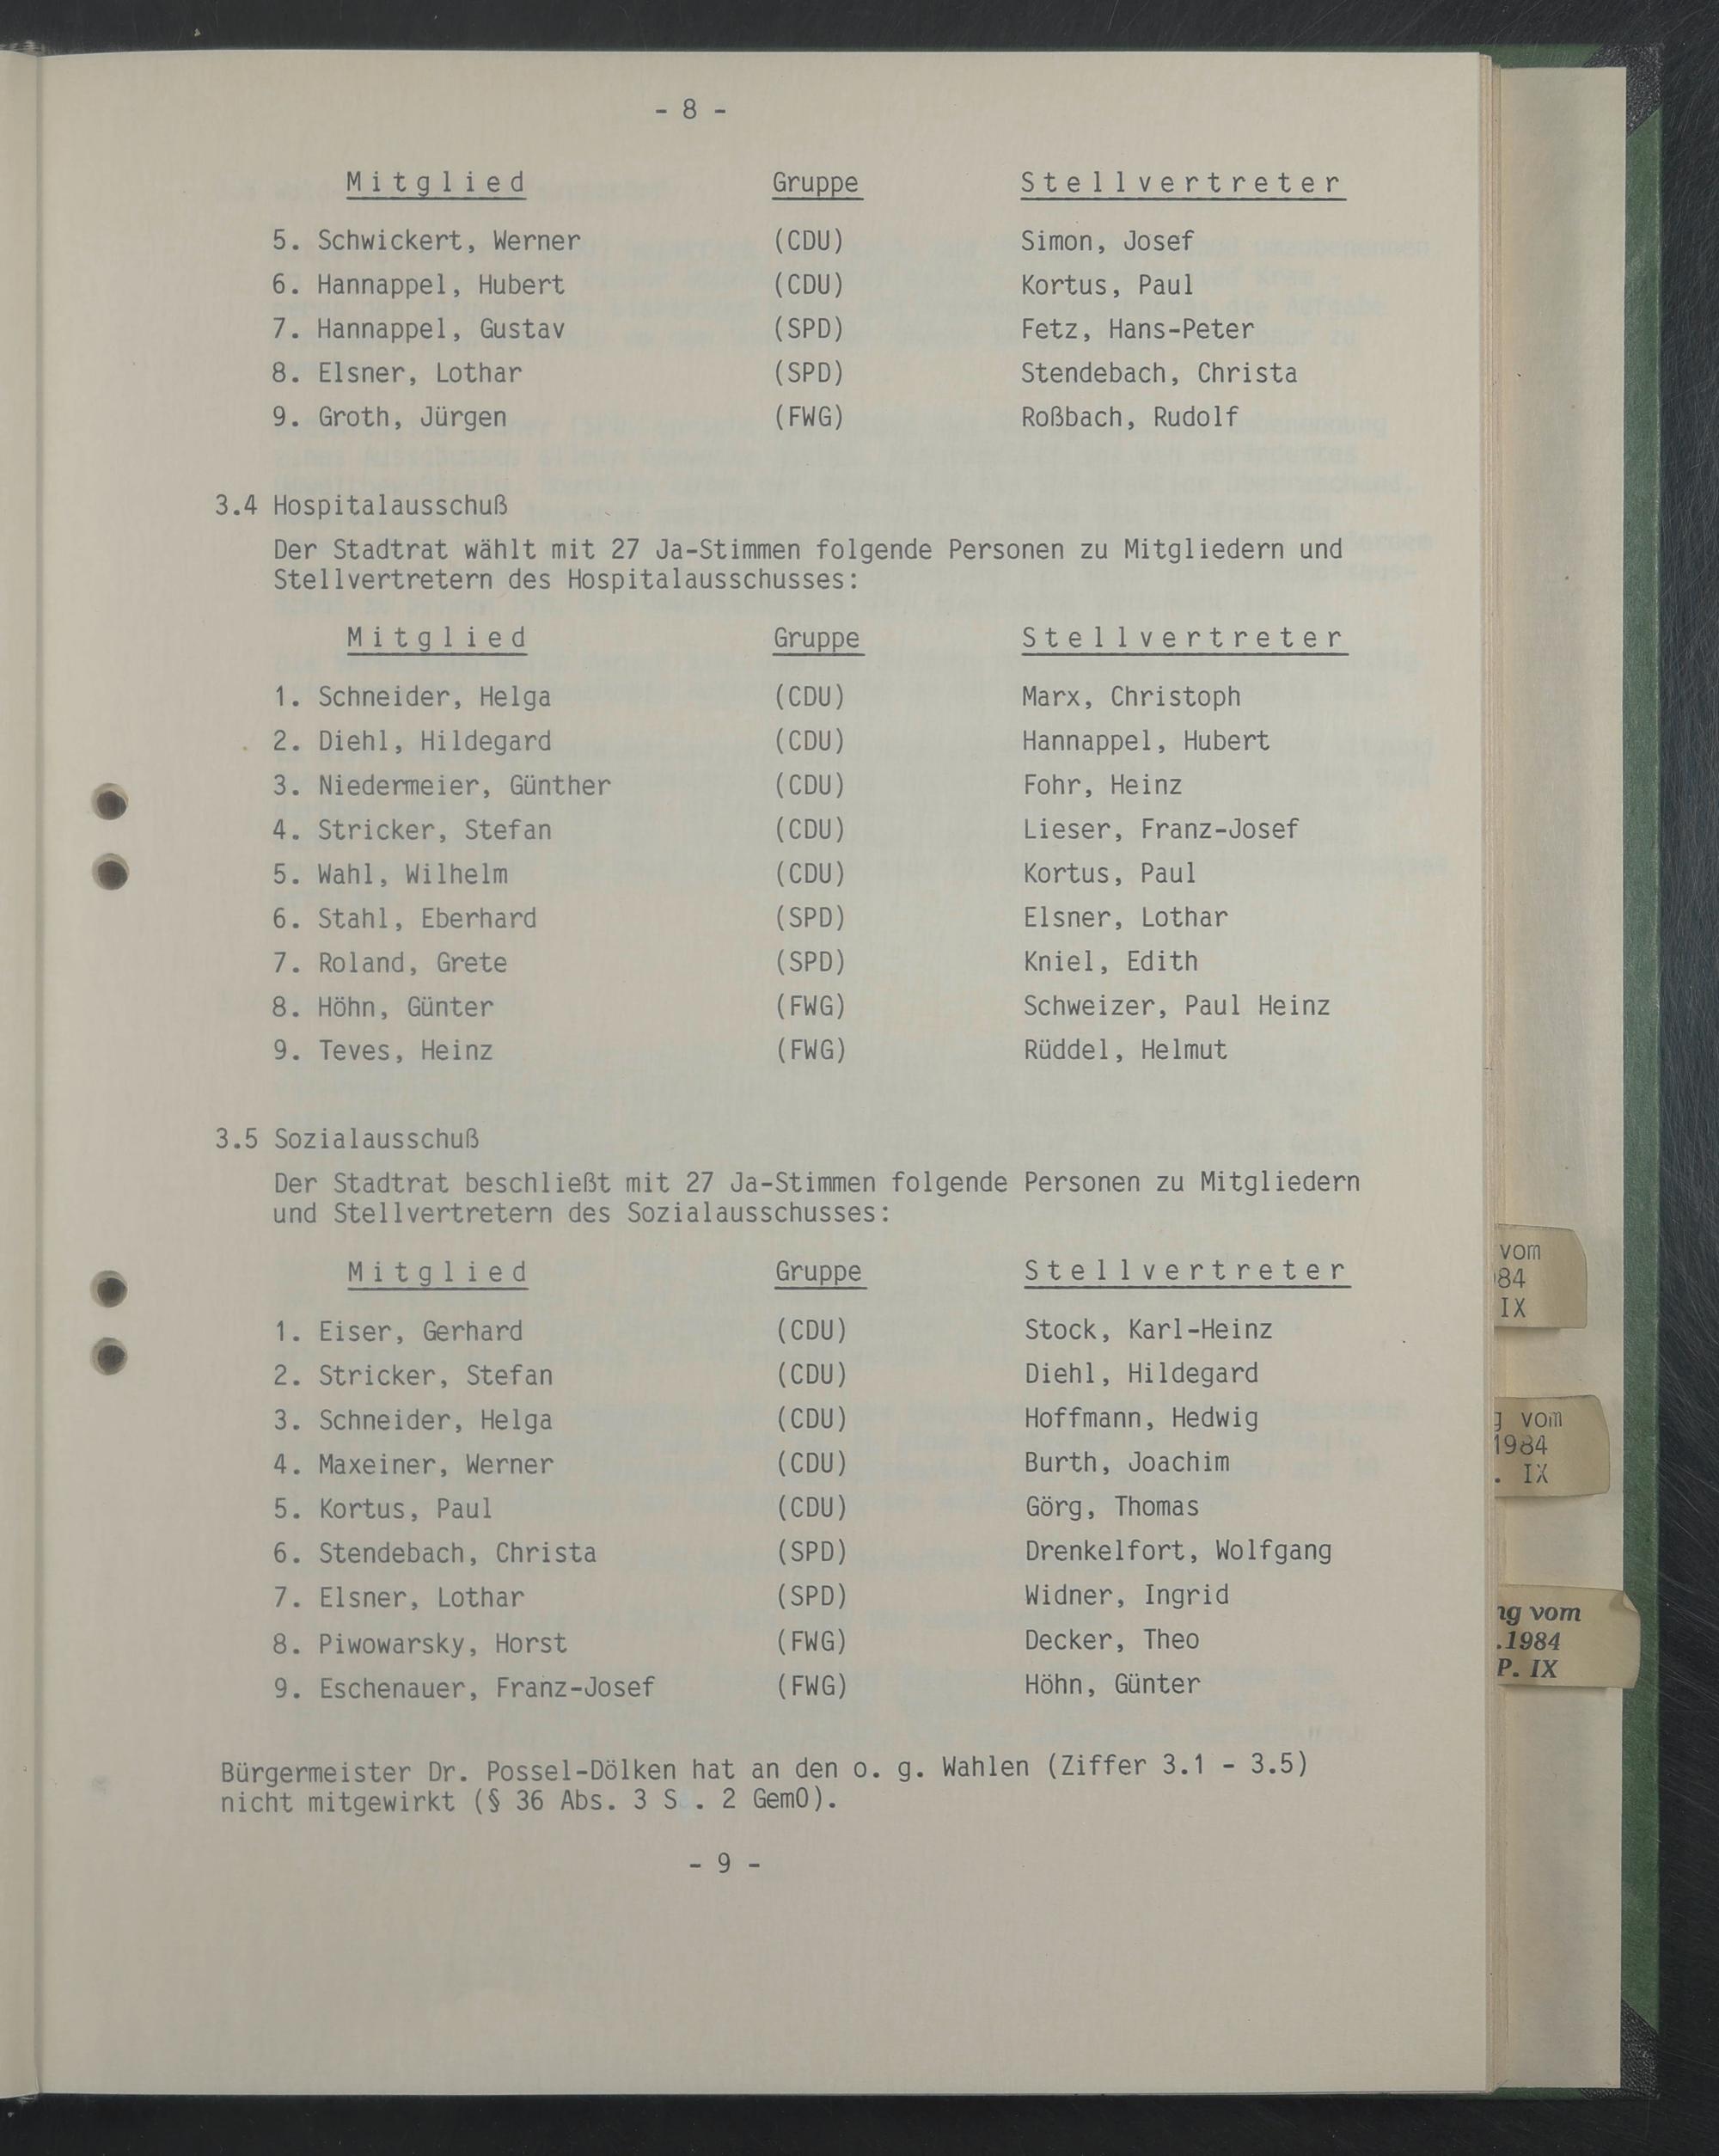 - 8 -
Mitglied Gruppe Stellvertreter
5. Schwickert, Werner (CDU) Simon, Josef
6. Hannappel, Hubert (CDU) Kortus, Paul
7. Hannappel, Gustav (SPD) Fetz, Hans-Peter
8. Elsner, Lothar (SPD) Stendebach, Christa
9. Groth, Jürgen (FWG) Roßbach, Rudolf
3.4 Hospitalausschuß
Der Stadtrat wählt mit 27 Ja-Stimmen folgende Personen zu Mitgliedern und
Stellvertretern des Hospitalausschusses:
Mitglied Gruppe Stellvertreter
1. Schneider, Helga (CDU) Marx, Christoph
2. Diehl, Hildegard (CDU) Hannappel, Hubert
3. Niedermeier, Günther (CDU) Fohr, Heinz
4. Stricker, Stefan (CDU) Lieser, Franz-Josef
5. Wahl, Wilhelm (CDU) Kortus, Paul
6. Stahl, Eberhard (SPD) Elsner, Lothar
7. Roland, Grete (SPD) Kniel, Edith
8. Höhn, Günter (FWG) Schweizer, Paul Heinz
9. Teves, Heinz (FWG) Rüddel, Helmut
3.5 Sozialausschuß
Der Stadtrat beschließt mit 27 Ja-Stimmen folgende Personen zu Mitgliedern
und Stellvertretern des Sozialausschusses:
Mitglied Gruppe Stellvertreter
1. Eiser, Gerhard (CDU) Stock, Karl-Heinz
2. Stricker, Stefan (CDU) Diehl, Hildegard
3. Schneider, Helga (CDU) Hoffmann, Hedwig
4. Maxeiner, Werner (CDU) Burth, Joachim
5. Kortus, Paul (CDU) Görg, Thomas
6. Stendebach, Christa (SPD) Drenkelfort, Wolfgang
7. Elsner, Lothar (SPD) Widner, Ingrid
8. Piwowarsky, Horst (FWG) Decker, Theo
9. Eschenauer, Franz-Josef (FWG) Höhn, Günter
Bürgermeister Dr. Possel-Dölken hat an den o. g. Wahlen (Ziffer 3.1 - 3.5)
nicht mitgewirkt (§ 36 Abs. 3 S . 2 GemO).
- 9 -
vom
84
IX
g vom
1984
. IX
ng vom
.1984
P. IX